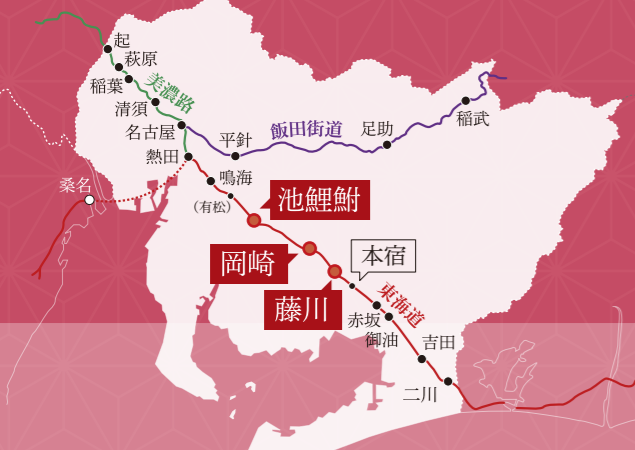 起
萩原
稲葉
美濃路
清須
名古屋
平針
飯田街道
足助
稲武
熱田
鳴海
桑名
(有松)
池鯉鮒
岡崎
本宿
藤川
東海道
赤坂
御油
吉田
二川